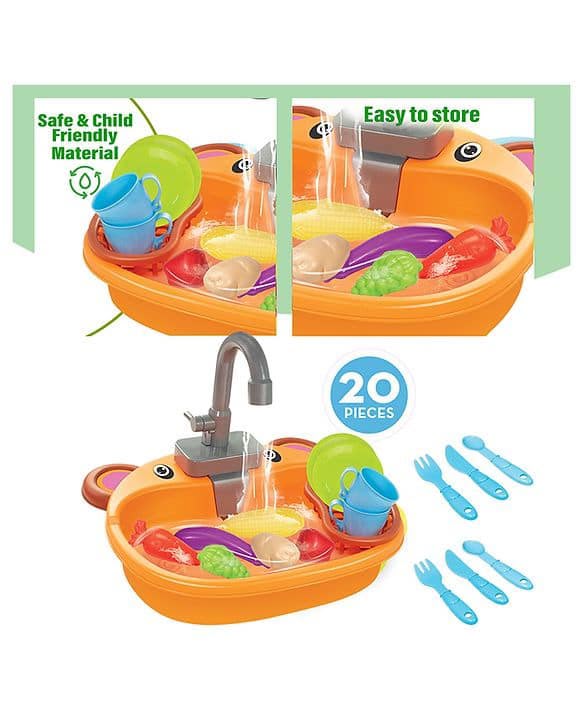 Safe & Child
Friendly
Material
Easy to store
20
PIECES